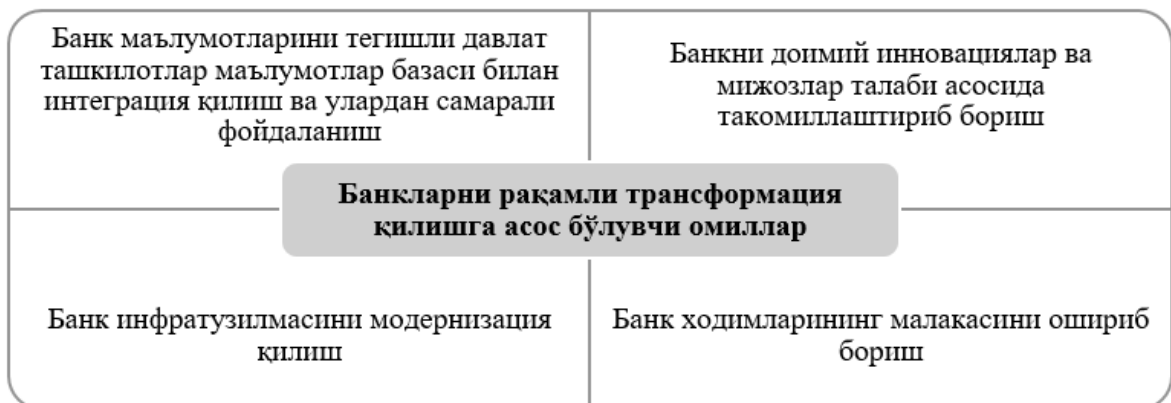 Банк маълумотларини тегишли давлат
ташкилотлар маълумотлар базаси билан
интеграция қилиш ва улардан самарали
фойдаланиш
Банкни доимий инновациялар ва
мижозлар талаби асосида
такомиллаштириб бориш
Банкларни рақамли трансформация
қилишга асос бўлувчи омиллар
Банк инфратузилмасини модернизация
қилиш
Банк ходимларининг малакасини ошириб
бориш